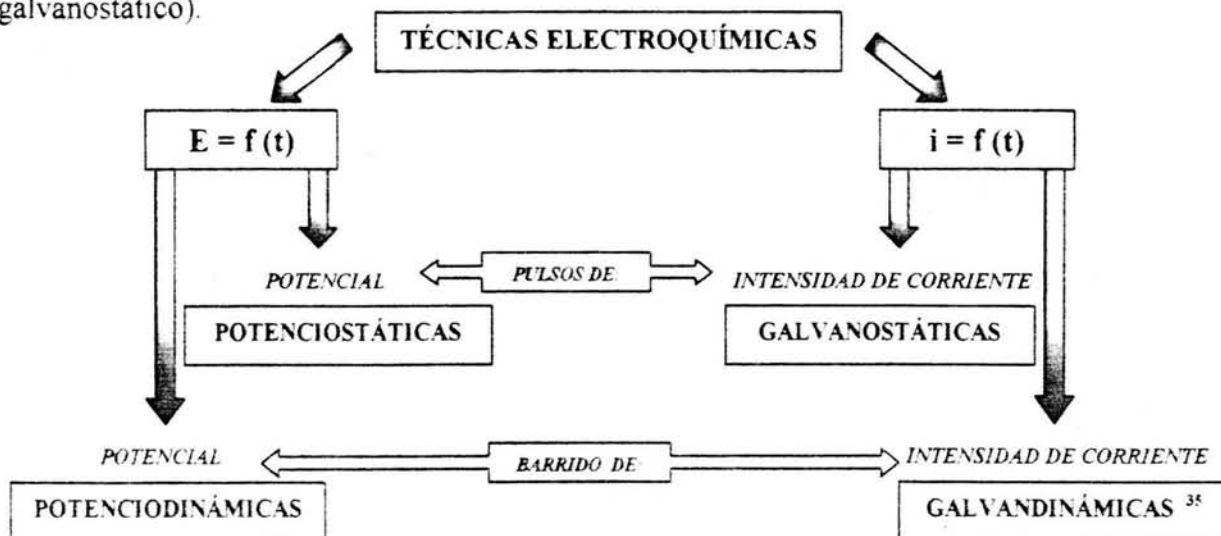 galvanostático).
TÉCNICAS ELECTROQUÍMICAS
E = f (t)
i = f (t)
POTENCIAL
PULSOS DE
INTENSIDAD DE CORRIENTE
POTENCIOSTÁTICAS
GALVANOSTÁTICAS
POTENCIAL
BARRIDO DE
INTENSIDAD DE CORRIENTE
POTENCIODINÁMICAS
GALVANDINÁMICAS 35